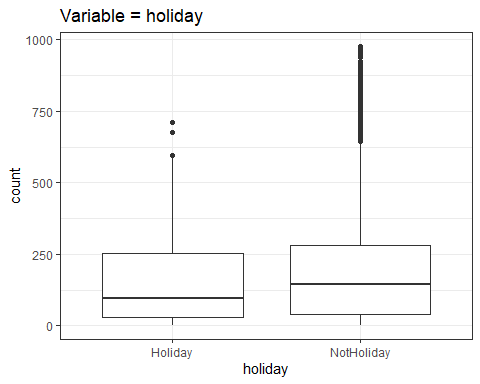 Variable = holiday
1000
750
500
250
0
count
Holiday NotHoliday
holiday